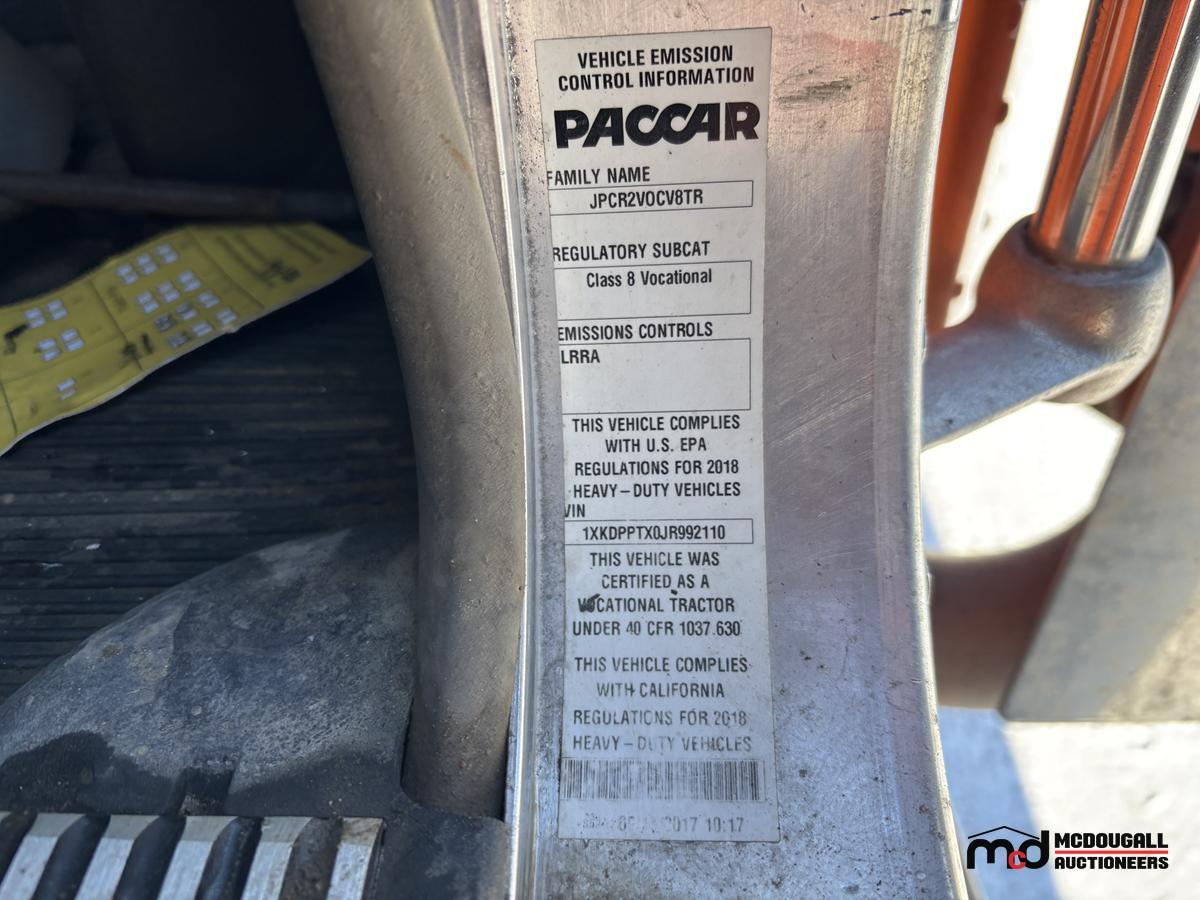 VEHICLE EMISSION
CONTROL INFORMATION
PACCAR
FAMILY NAME
JPCR2VOCV8TR
REGULATORY SUBCAT
Class 8 Vocational
EMISSIONS CONTROLS
LRRA
THIS VEHICLE COMPLIES
WITH U.S. EPA
REGULATIONS FOR 2018
HEAVY-DUTY VEHICLES
VIN
1XKDPPTX0JR992110
THIS VEHICLE WAS
CERTIFIED AS A
VOCATIONAL TRACTOR
UNDER 40 CFR 1037.630
THIS VEHICLE COMPLIES
WITH CALIFORNIA
REGULATIONS FOR 2018
HEAVY-DUTY VEHICLES
2017 10:17
mcd MCDOUGALL
AUCTIONEERS